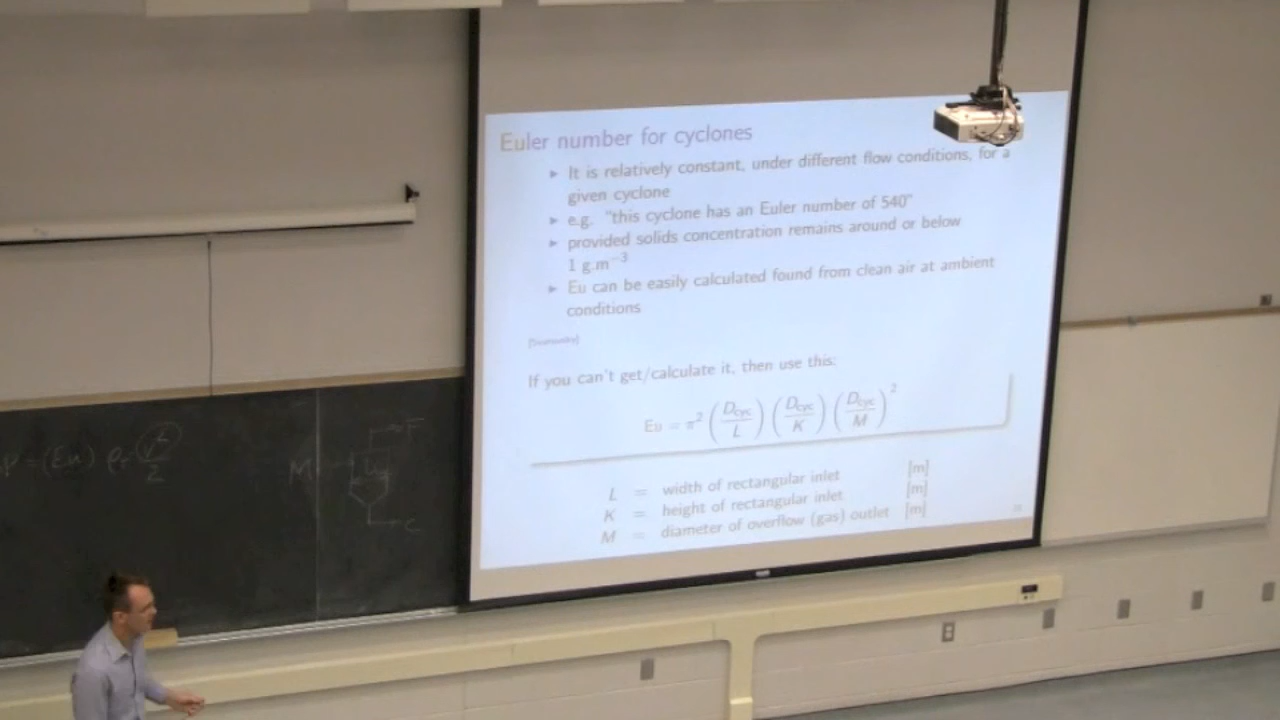 Euler number for cyclones
▶ It is relatively constant, under different flow conditions, for a
given cyclone
▶ e.g. "this cyclone has an Euler number of 540"
▶ provided solids concentration remains around or below
1 g.m⁻³
▶ Eu can be easily calculated found from clean air at ambient
conditions
[Svarovsky]
If you can't get/calculate it, then use this:
Eu = π² (D_cyc/L) (D_cyc/K) (D_cyc/M)²
L = width of rectangular inlet [m]
K = height of rectangular inlet [m]
M = diameter of overflow (gas) outlet [m]
P = (Eu) ρf v²/2
M
F
C